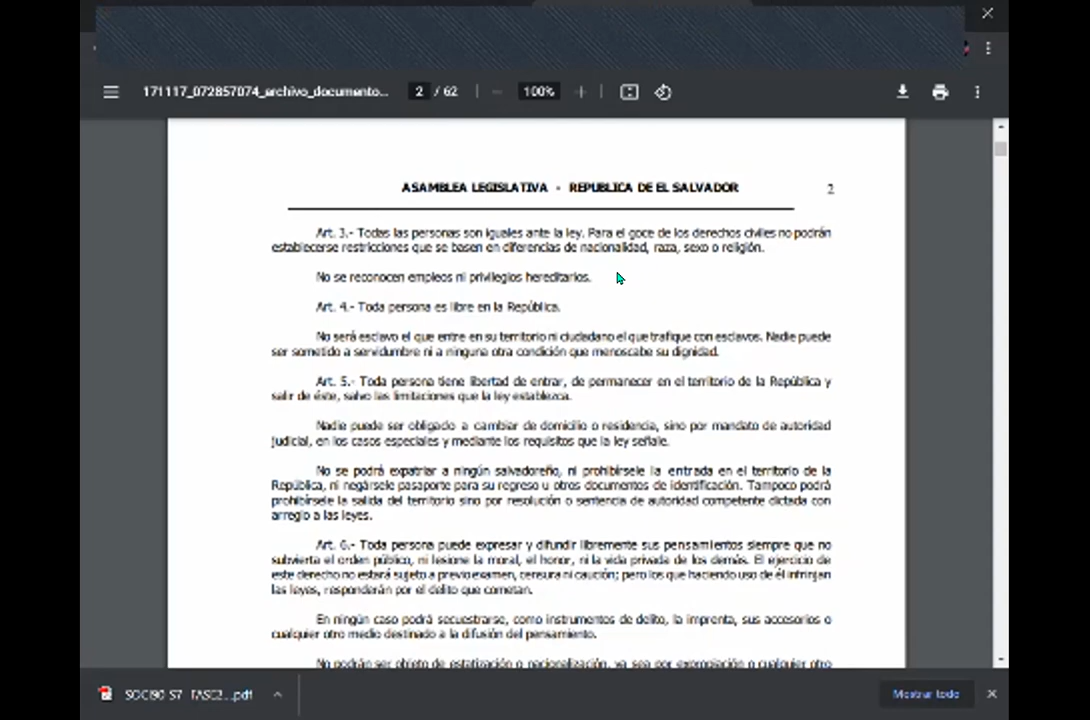 171117_072857074_archivo_documento... 2 / 62 100%
ASAMBLEA LEGISLATIVA - REPUBLICA DE EL SALVADOR 2
Art. 3.- Todas las personas son iguales ante la ley. Para el goce de los derechos civiles no podrán
establecerse restricciones que se basen en diferencias de nacionalidad, raza, sexo o religión.
No se reconocen empleos ni privilegios hereditarios.
Art. 4.- Toda persona es libre en la República.
No será esclavo el que entre en su territorio ni ciudadano el que trafique con esclavos. Nadie puede
ser sometido a servidumbre ni a ninguna otra condición que menoscabe su dignidad.
Art. 5.- Toda persona tiene libertad de entrar, de permanecer en el territorio de la República y
salir de éste, salvo las limitaciones que la ley establezca.
Nadie puede ser obligado a cambiar de domicilio o residencia, sino por mandato de autoridad
judicial, en los casos especiales y mediante los requisitos que la ley señale.
No se podrá expatriar a ningún salvadoreño, ni prohibírsele la entrada en el territorio de la
República, ni negársele pasaporte para su regreso u otros documentos de identificación. Tampoco podrá
prohibírsele la salida del territorio sino por resolución o sentencia de autoridad competente dictada con
arreglo a las leyes.
Art. 6.- Toda persona puede expresar y difundir libremente sus pensamientos siempre que no
subvierta el orden público, ni lesione la moral, el honor, ni la vida privada de los demás. El ejercicio de
este derecho no estará sujeto a previo examen, censura ni caución; pero los que haciendo uso de él infrinjan
las leyes, responderán por el delito que cometan.
En ningún caso podrá secuestrarse, como instrumentos de delito, la imprenta, sus accesorios o
cualquier otro medio destinado a la difusión del pensamiento.
No podrán ser objeto de estatización o nacionalización, ya sea por expropiación o cualquier otro
Mostrar todo